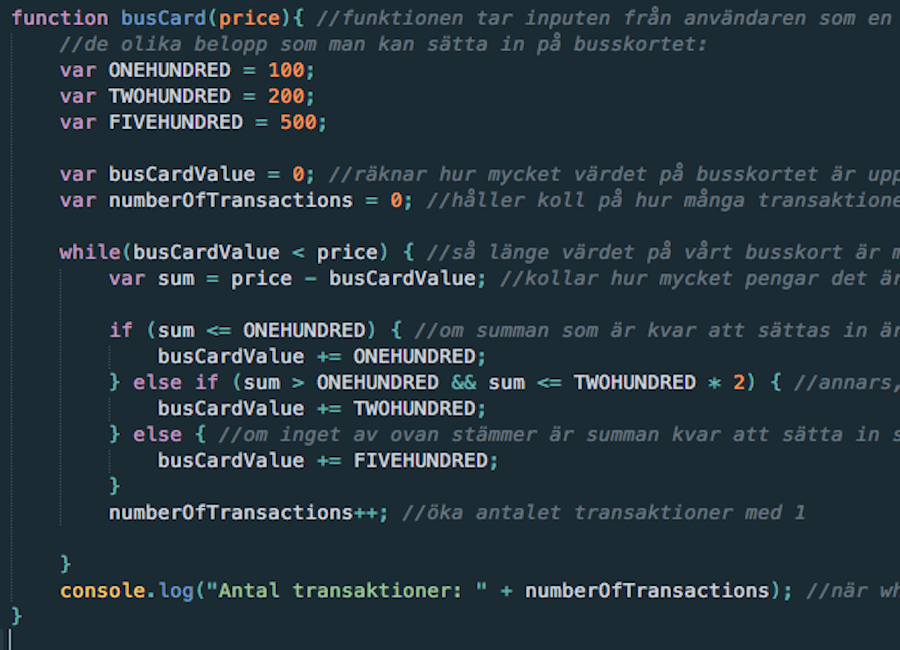 function busCard(price){ //funktionen tar inputen från användaren som en
//de olika belopp som man kan sätta in på busskortet:
var ONEHUNDRED = 100;
var TWOHUNDRED = 200;
var FIVEHUNDRED = 500;
var busCardValue = 0; //räknar hur mycket värdet på busskortet är upp
var numberOfTransactions = 0; //håller koll på hur många transaktione
while(busCardValue < price) { //så länge värdet på vårt busskort är m
var sum = price - busCardValue; //kollar hur mycket pengar det är
if (sum <= ONEHUNDRED) { //om summan som är kvar att sättas in är
busCardValue += ONEHUNDRED;
} else if (sum > ONEHUNDRED && sum <= TWOHUNDRED * 2) { //annars,
busCardValue += TWOHUNDRED;
} else { //om inget av ovan stämmer är summan kvar att sätta in s
busCardValue += FIVEHUNDRED;
}
numberOfTransactions++; //öka antalet transaktioner med 1
}
console.log("Antal transaktioner: " + numberOfTransactions); //när wh
}